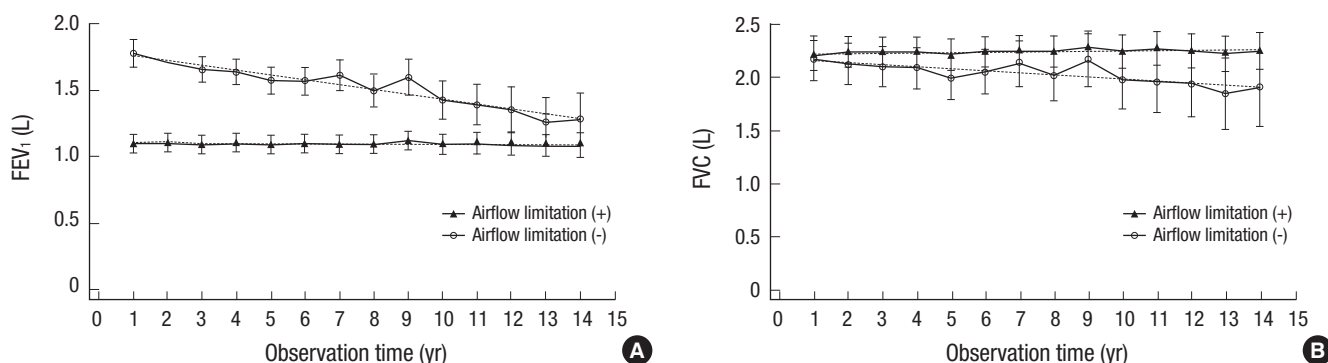 2.0
1.5
1.0
0.5
0
FEV1 (L)
Airflow limitation (+)
Airflow limitation (-)
0 1 2 3 4 5 6 7 8 9 10 11 12 13 14 15
Observation time (yr)
A
2.5
2.0
1.5
2.5
0
FVC (L)
Airflow limitation (+)
Airflow limitation (-)
0 1 2 3 4 5 6 7 8 9 10 11 12 13 14 15
Observation time (yr)
B